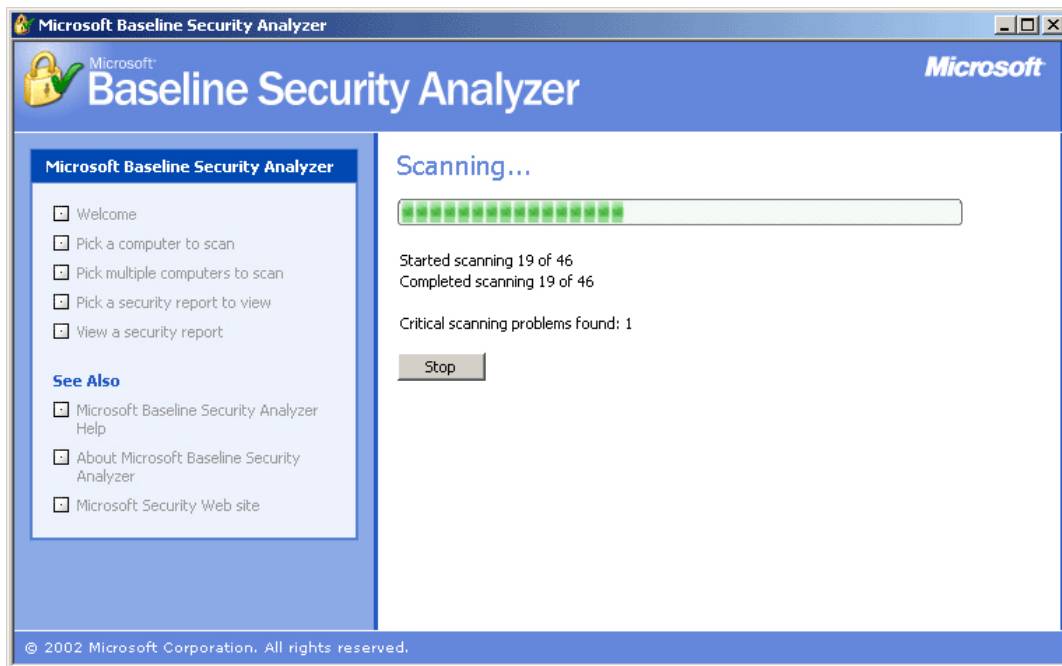 Microsoft Baseline Security Analyzer
Microsoft
Baseline Security Analyzer
Microsoft
Microsoft Baseline Security Analyzer
Welcome
Pick a computer to scan
Pick multiple computers to scan
Pick a security report to view
View a security report
See Also
Microsoft Baseline Security Analyzer
Help
About Microsoft Baseline Security
Analyzer
Microsoft Security Web site
Scanning...
Started scanning 19 of 46
Completed scanning 19 of 46
Critical scanning problems found: 1
Stop
© 2002 Microsoft Corporation. All rights reserved.